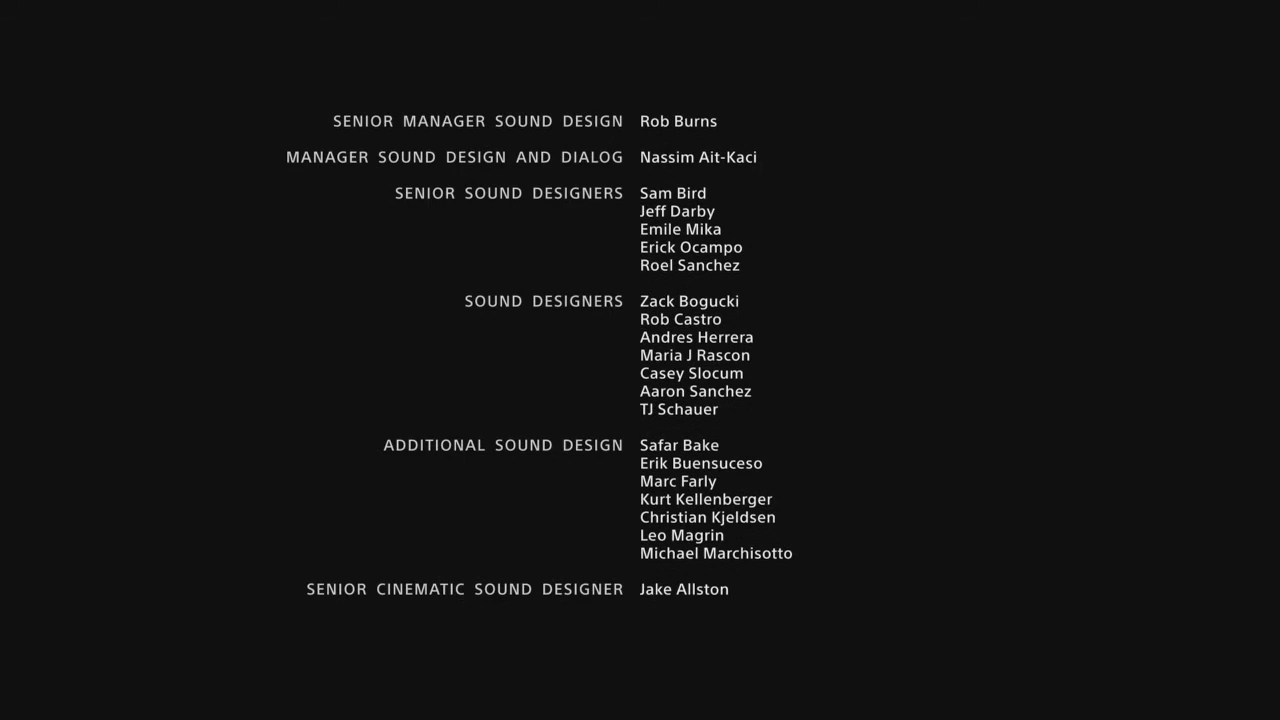 SENIOR MANAGER SOUND DESIGN Rob Burns
MANAGER SOUND DESIGN AND DIALOG Nassim Ait-Kaci
SENIOR SOUND DESIGNERS Sam Bird
Jeff Darby
Emile Mika
Erick Ocampo
Roel Sanchez
SOUND DESIGNERS Zack Bogucki
Rob Castro
Andres Herrera
Maria J Rascon
Casey Slocum
Aaron Sanchez
TJ Schauer
ADDITIONAL SOUND DESIGN Safar Bake
Erik Buensuceso
Marc Farly
Kurt Kellenberger
Christian Kjeldsen
Leo Magrin
Michael Marchisotto
SENIOR CINEMATIC SOUND DESIGNER Jake Allston